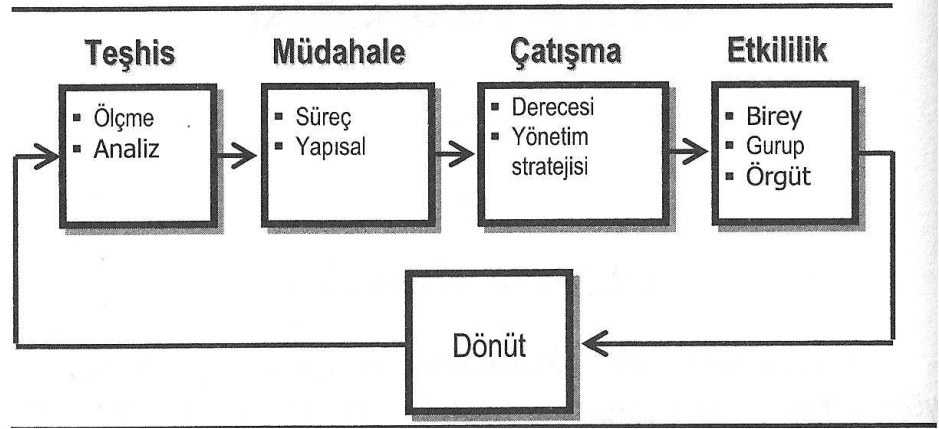 Teşhis
▪ Ölçme
▪ Analiz
Müdahale
▪ Süreç
▪ Yapısal
Çatışma
▪ Derecesi
▪ Yönetim
stratejisi
Etkililik
▪ Birey
▪ Gurup
▪ Örgüt
Dönüt